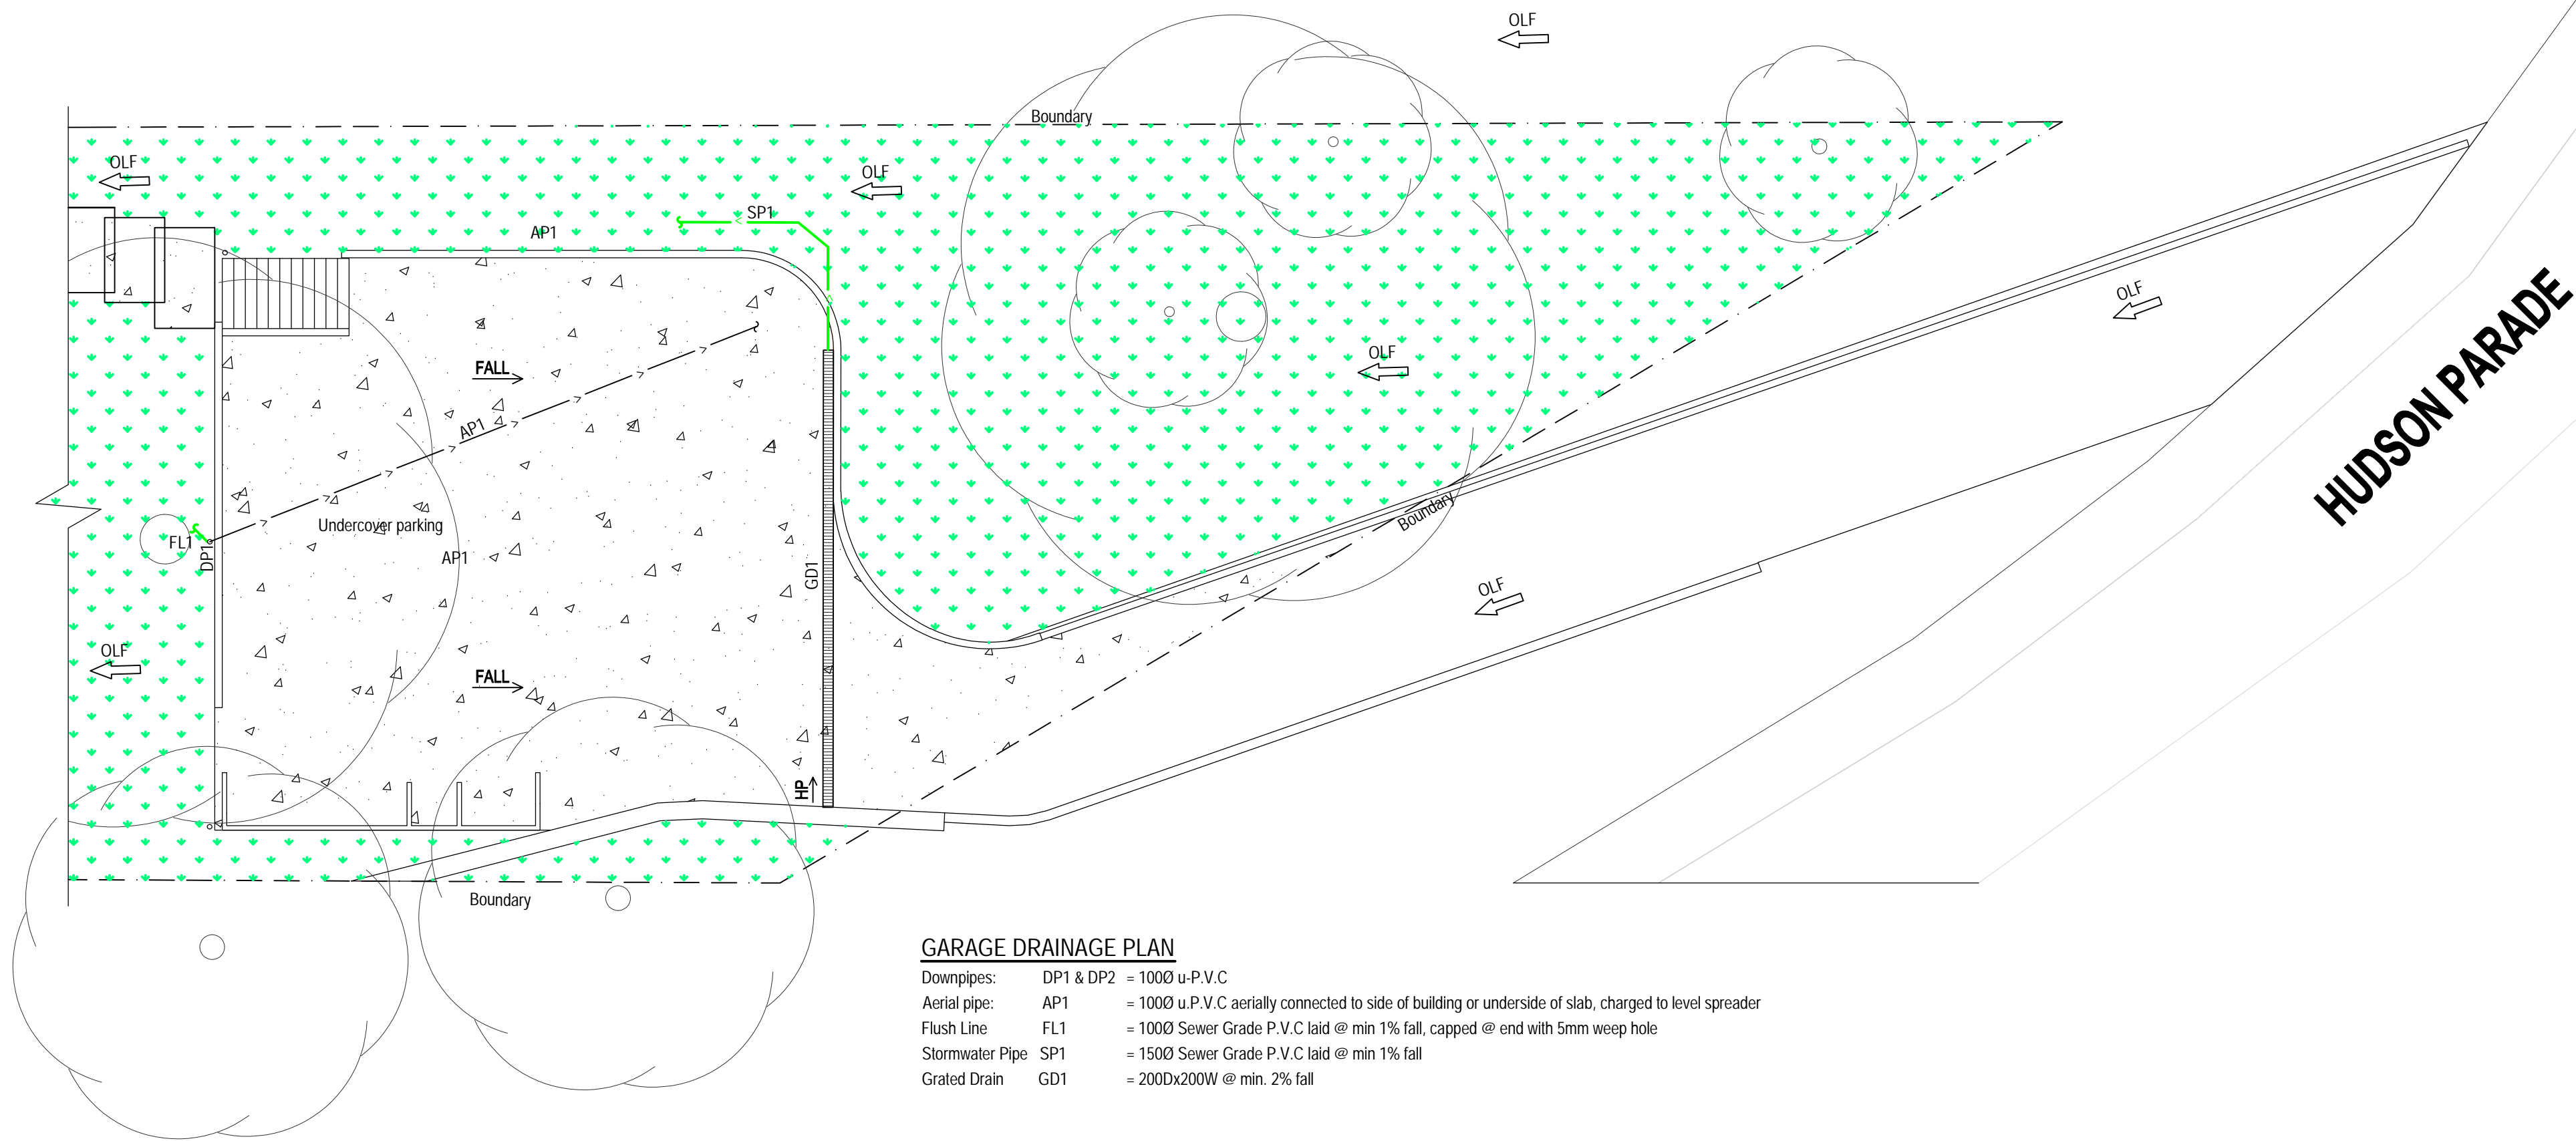 OLF
Boundary
OLF
OLF
SP1
AP1
OLF
HUDSON PARADE
OLF
FALL
AP1
Boundary
Undercover parking
FL1
DP1
AP1
GD1
OLF
OLF
FALL
HP
Boundary
GARAGE DRAINAGE PLAN
Downpipes: DP1 & DP2 = 100Ø u-P.V.C
Aerial pipe: AP1 = 100Ø u.P.V.C aerially connected to side of building or underside of slab, charged to level spreader
Flush Line FL1 = 100Ø Sewer Grade P.V.C laid @ min 1% fall, capped @ end with 5mm weep hole
Stormwater Pipe SP1 = 150Ø Sewer Grade P.V.C laid @ min 1% fall
Grated Drain GD1 = 200Dx200W @ min. 2% fall